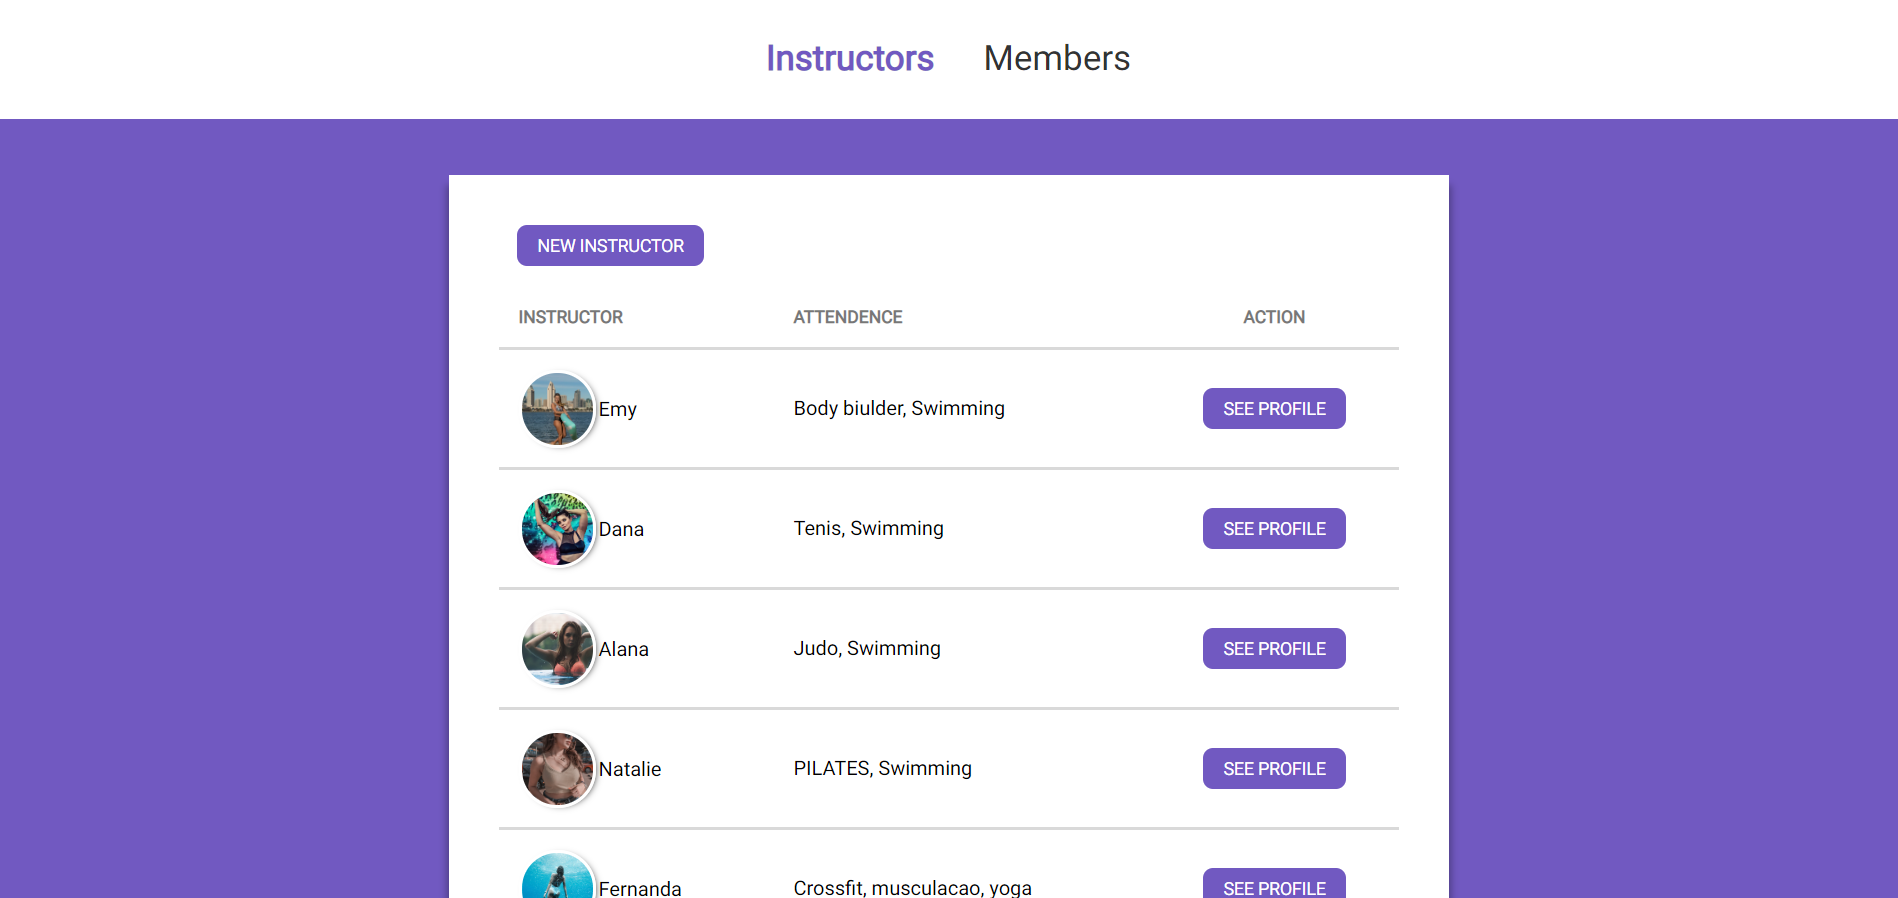 Instructors Members
NEW INSTRUCTOR
INSTRUCTOR ATTENDENCE ACTION
Emy Body biulder, Swimming SEE PROFILE
Dana Tenis, Swimming SEE PROFILE
Alana Judo, Swimming SEE PROFILE
Natalie PILATES, Swimming SEE PROFILE
Fernanda Crossfit, musculacao, yoga SEE PROFILE